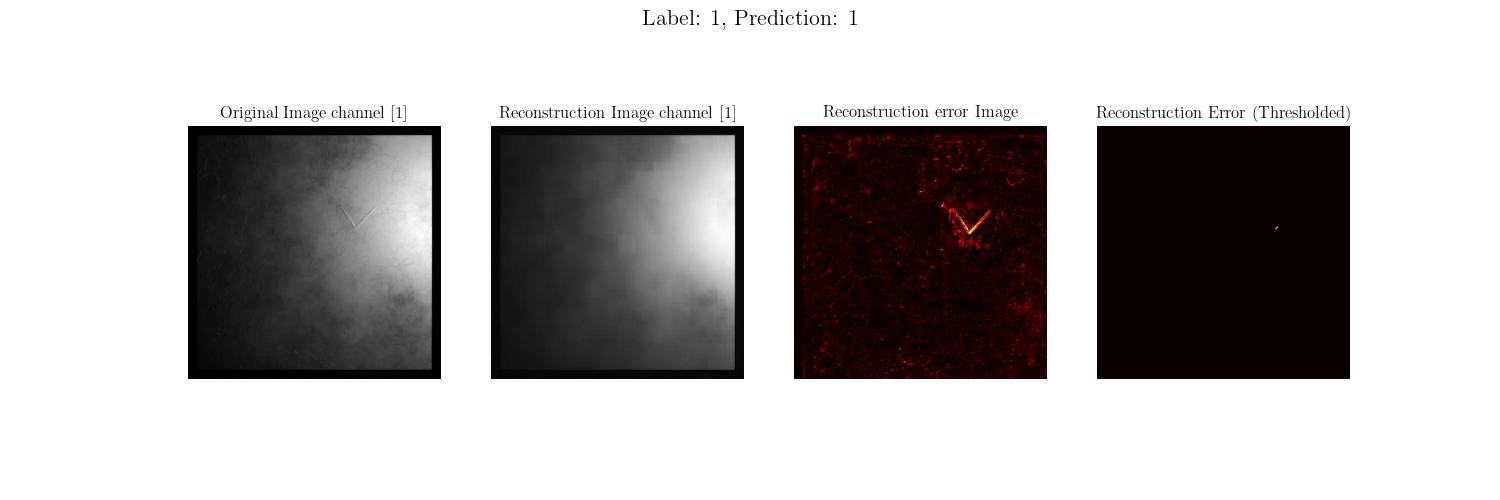 Label: 1, Prediction: 1
Original Image channel [1]
Reconstruction Image channel [1]
Reconstruction error Image
Reconstruction Error (Thresholded)